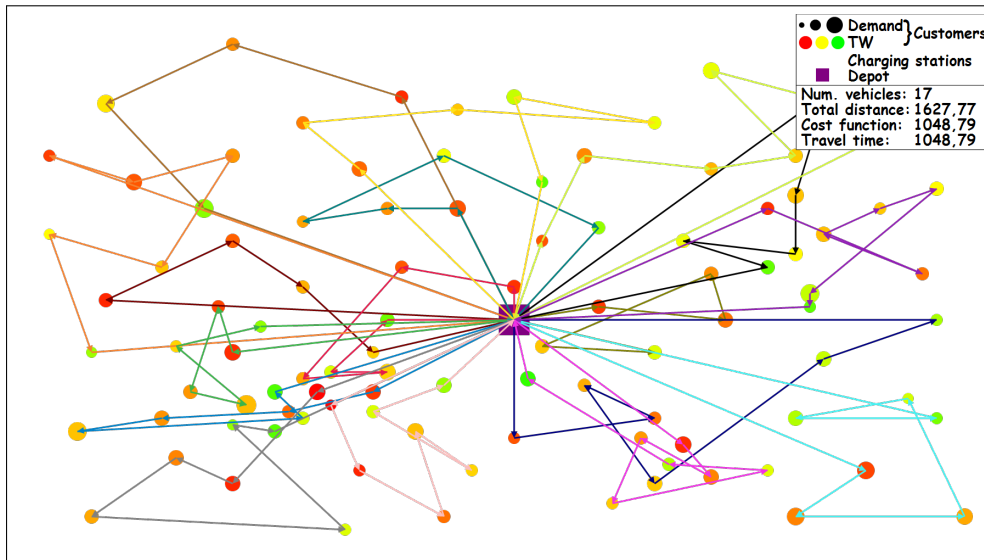 Demand
TW
Customers
Charging stations
Depot
Num. vehicles: 17
Total distance: 1627,77
Cost function: 1048,79
Travel time: 1048,79